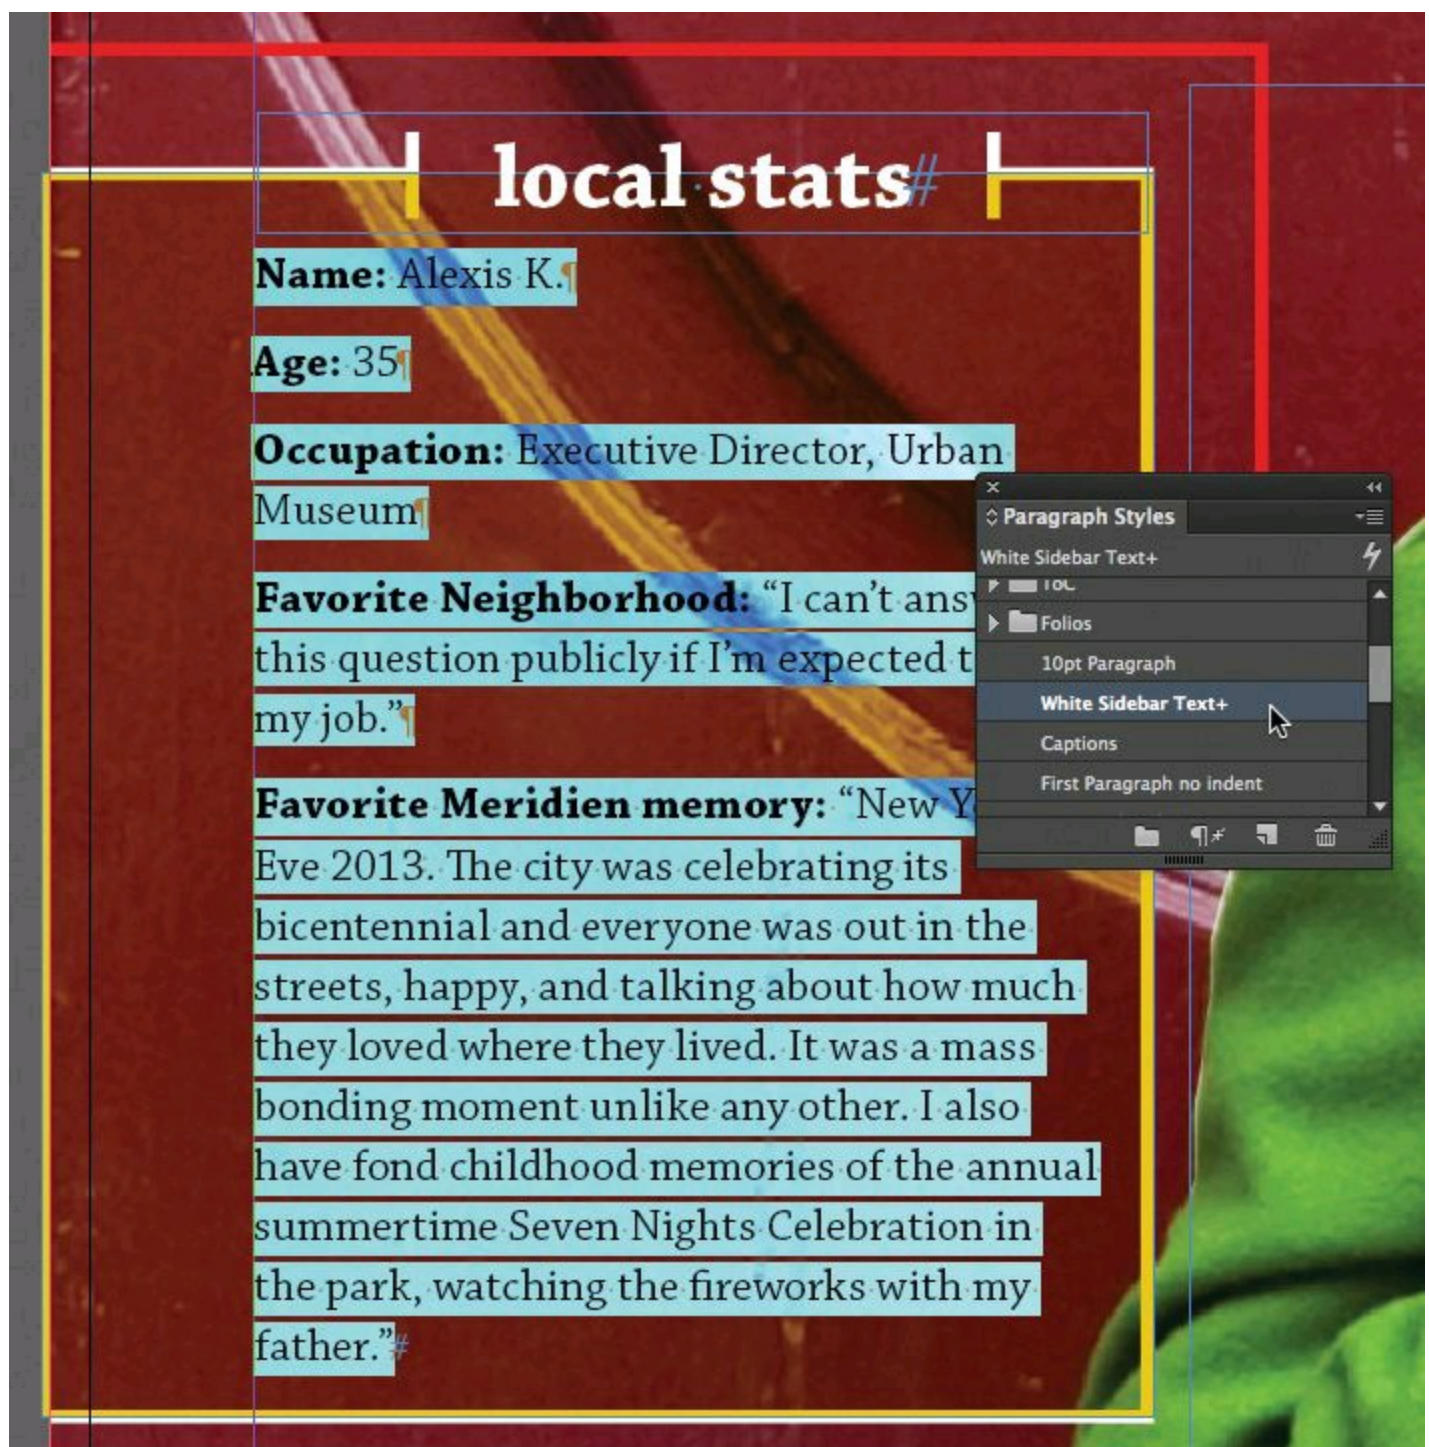 local stats#
Name: Alexis K.¶
Age: 35¶
Occupation: Executive Director, Urban
Museum¶
Favorite Neighborhood: “I can’t
this question publicly if I’m expected
my job.”¶
Favorite Meridien memory: “New
Eve 2013. The city was celebrating its
bicentennial and everyone was out in the
streets, happy, and talking about how much
they loved where they lived. It was a mass
bonding moment unlike any other. I also
have fond childhood memories of the annual
summertime Seven Nights Celebration in
the park, watching the fireworks with my
father.”#
Paragraph Styles
White Sidebar Text+
ToC
Folios
10pt Paragraph
White Sidebar Text+
Captions
First Paragraph no indent